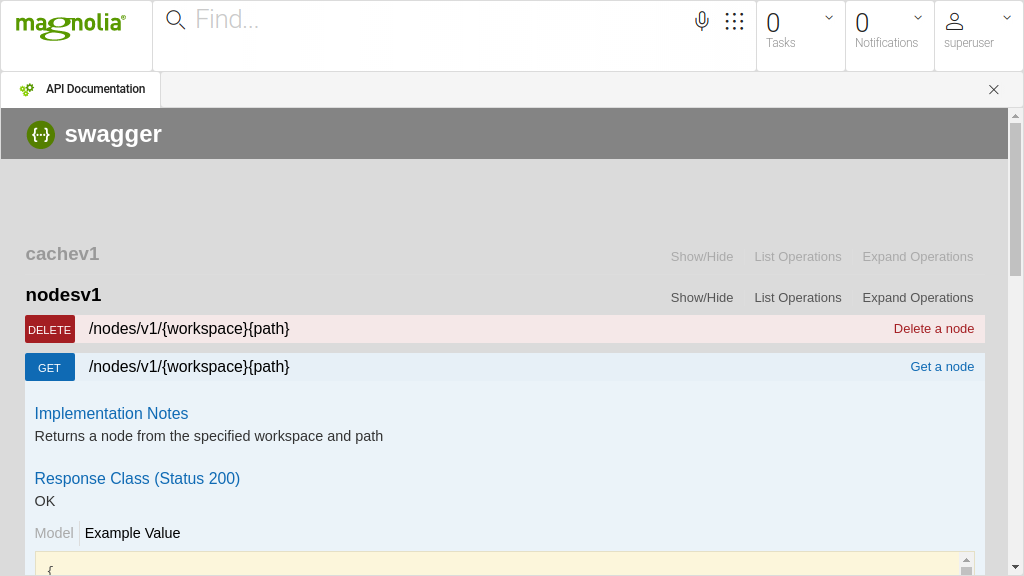 magnolia®
Find...
0
Tasks
0
Notifications
superuser
API Documentation
{···} swagger
cachev1
Show/Hide List Operations Expand Operations
nodesv1
Show/Hide List Operations Expand Operations
DELETE /nodes/v1/{workspace}{path} Delete a node
GET /nodes/v1/{workspace}{path} Get a node
Implementation Notes
Returns a node from the specified workspace and path
Response Class (Status 200)
OK
Model Example Value
{